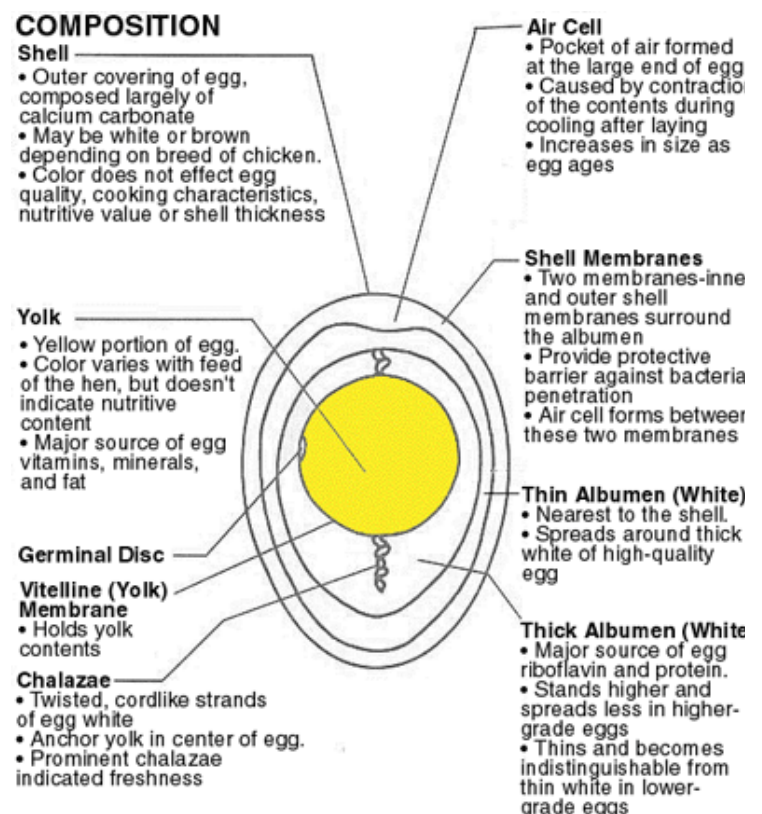 COMPOSITION
Shell
• Outer covering of egg,
composed largely of
calcium carbonate
• May be white or brown
depending on breed of chicken.
• Color does not effect egg
quality, cooking characteristics,
nutritive value or shell thickness
Air Cell
• Pocket of air formed
at the large end of egg
• Caused by contractio
of the contents during
cooling after laying
• Increases in size as
egg ages
Shell Membranes
• Two membranes-inne
and outer shell
membranes surround
the albumen
• Provide protective
barrier against bacteria
penetration
• Air cell forms between
these two membranes
Yolk
• Yellow portion of egg.
• Color varies with feed
of the hen, but doesn't
indicate nutritive
content
• Major source of egg
vitamins, minerals,
and fat
Thin Albumen (White)
• Nearest to the shell.
• Spreads around thick
white of high-quality
egg
Germinal Disc
Vitelline (Yolk)
Membrane
• Holds yolk
contents
Thick Albumen (White
• Major source of egg
riboflavin and protein.
• Stands higher and
spreads less in higher-
grade eggs
• Thins and becomes
indistinguishable from
thin white in lower-
grade eggs
Chalazae
• Twisted, cordlike strands
of egg white
• Anchor yolk in center of egg.
• Prominent chalazae
indicated freshness